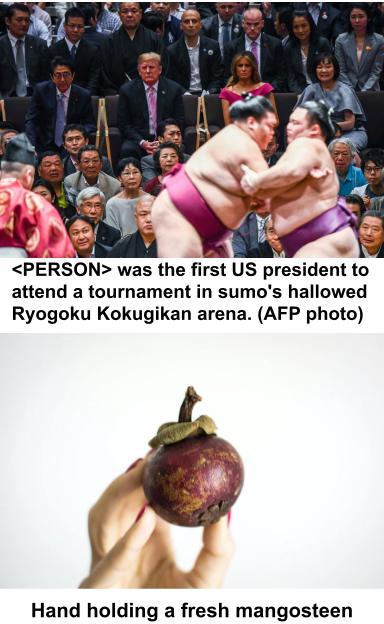 <PERSON> was the first US president to
attend a tournament in sumo's hallowed
Ryogoku Kokugikan arena. (AFP photo)
Hand holding a fresh mangosteen